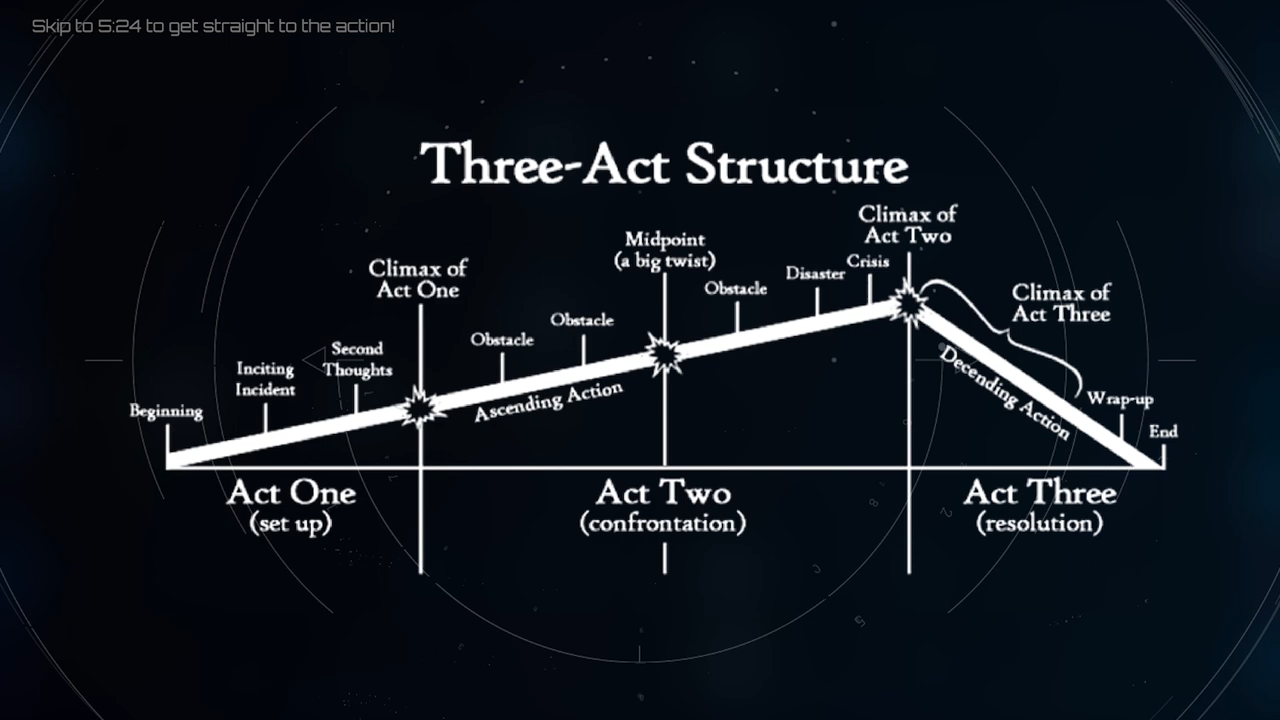 Skip to 5:24 to get straight to the action!
Three-Act Structure
Climax of
Act Two
Midpoint
(a big twist)
Crisis
Climax of
Act One
Disaster
Obstacle
Climax of
Act Three
Obstacle
Obstacle
Second
Thoughts
Inciting
Incident
Beginning
Ascending Action
Decending Action
Wrap-up
End
Act One
(set up)
Act Two
(confrontation)
Act Three
(resolution)